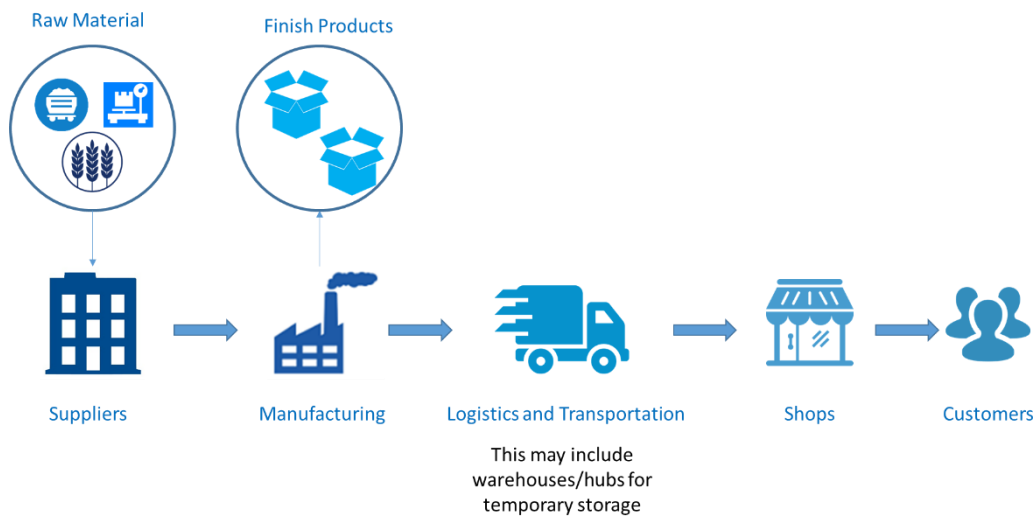 Raw Material
Finish Products
Suppliers
Manufacturing
Logistics and Transportation
Shops
Customers
This may include
warehouses/hubs for
temporary storage